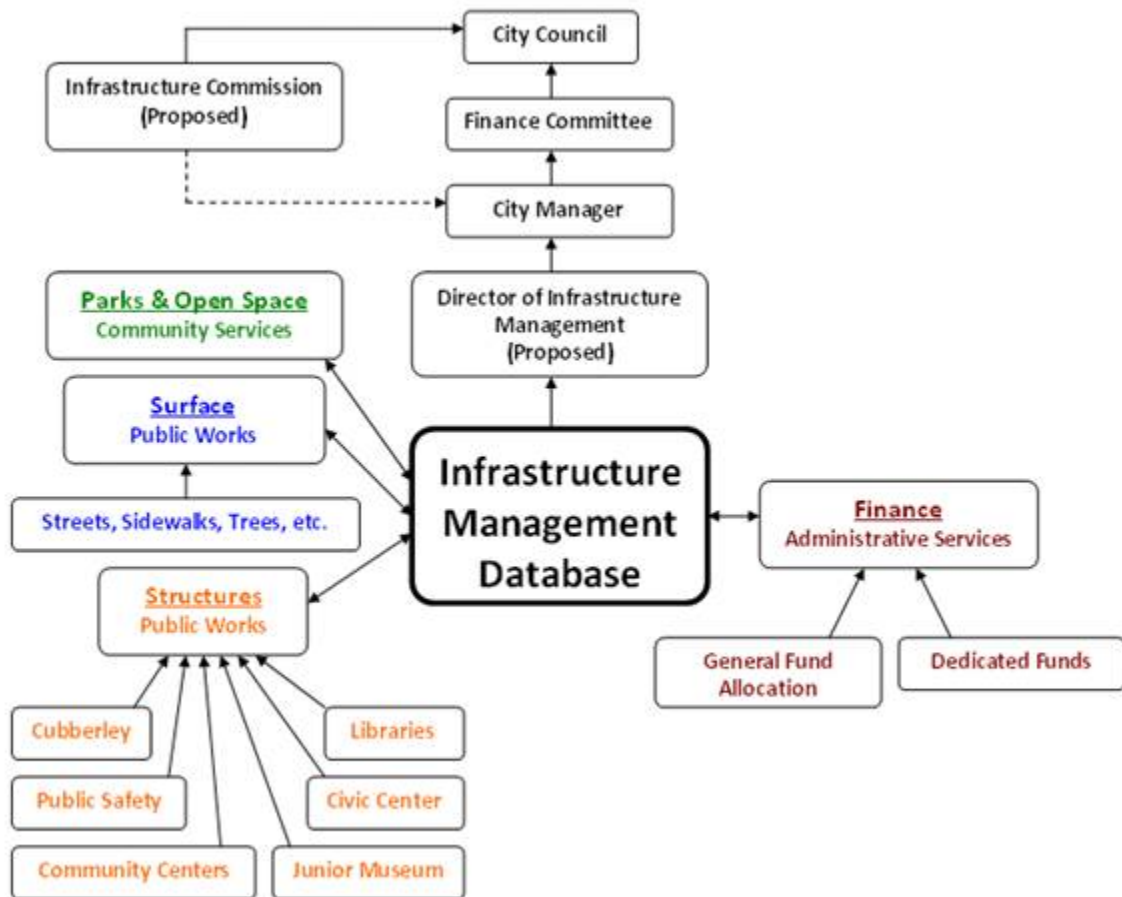 City Council
Infrastructure Commission
(Proposed)
Finance Committee
City Manager
Parks & Open Space
Community Services
Director of Infrastructure
Management
(Proposed)
Surface
Public Works
Streets, Sidewalks, Trees, etc.
Infrastructure
Management
Database
Finance
Administrative Services
Structures
Public Works
General Fund
Allocation
Dedicated Funds
Cubberley
Libraries
Public Safety
Civic Center
Community Centers
Junior Museum